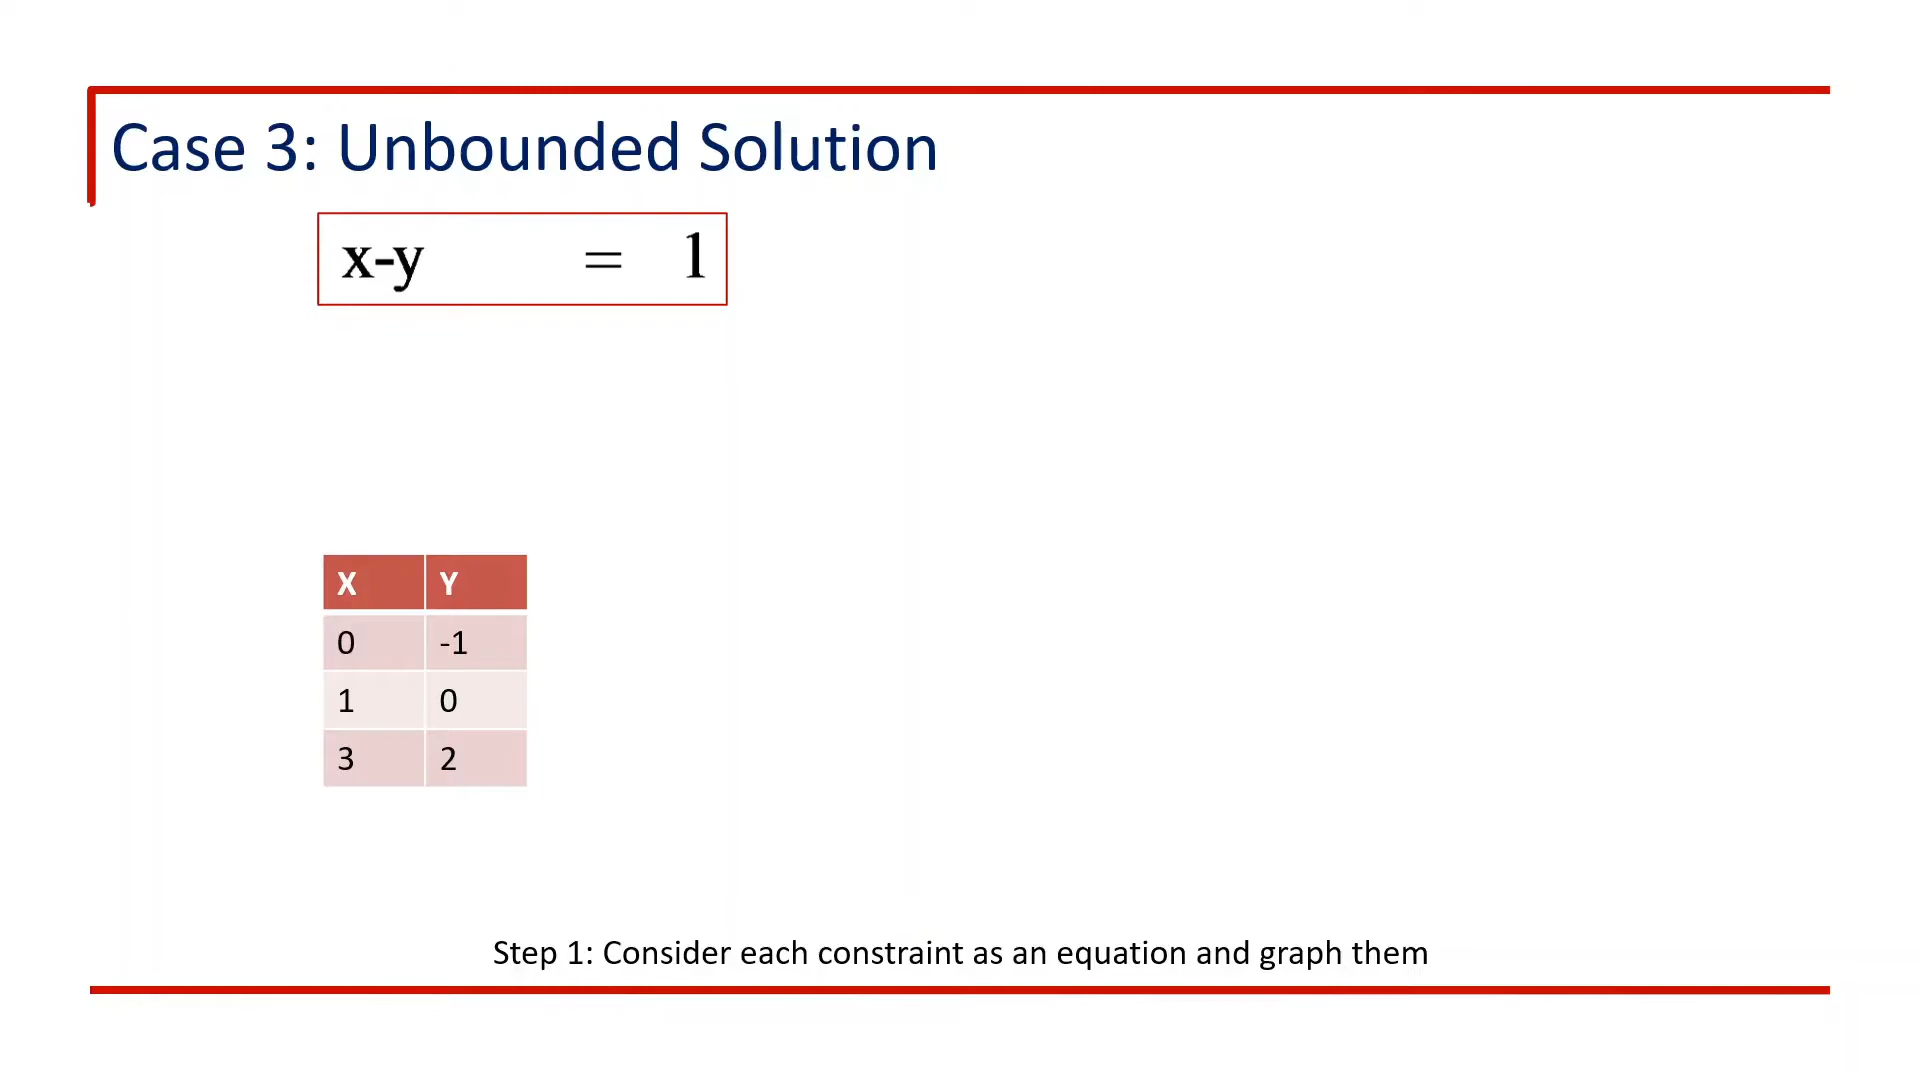 Case 3: Unbounded Solution
x-y = 1
X Y
0 -1
1 0
3 2
Step 1: Consider each constraint as an equation and graph them